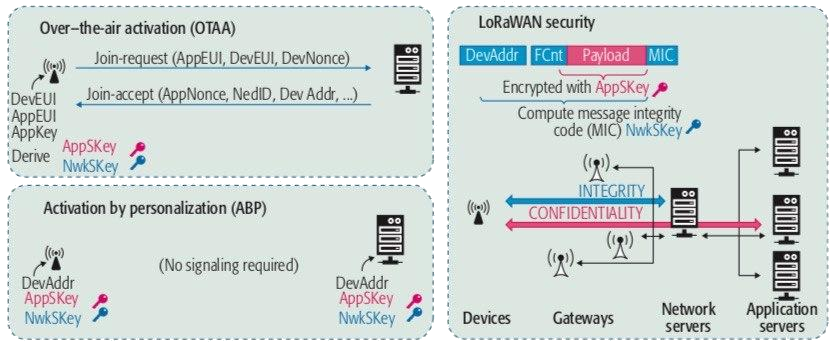 Over–the-air activation (OTAA)
Join-request (AppEUI, DevEUI, DevNonce)
Join-accept (AppNonce, NedID, Dev Addr, ...)
DevEUI
AppEUI
AppKey
Derive AppSKey
NwkSKey
Activation by personalization (ABP)
(No signaling required)
DevAddr
AppSKey
NwkSKey
DevAddr
AppSKey
NwkSKey
LoRaWAN security
DevAddr FCnt Payload MIC
Encrypted with AppSKey
Compute message integrity
code (MIC) NwkSKey
INTEGRITY
CONFIDENTIALITY
Devices Gateways Network servers Application servers